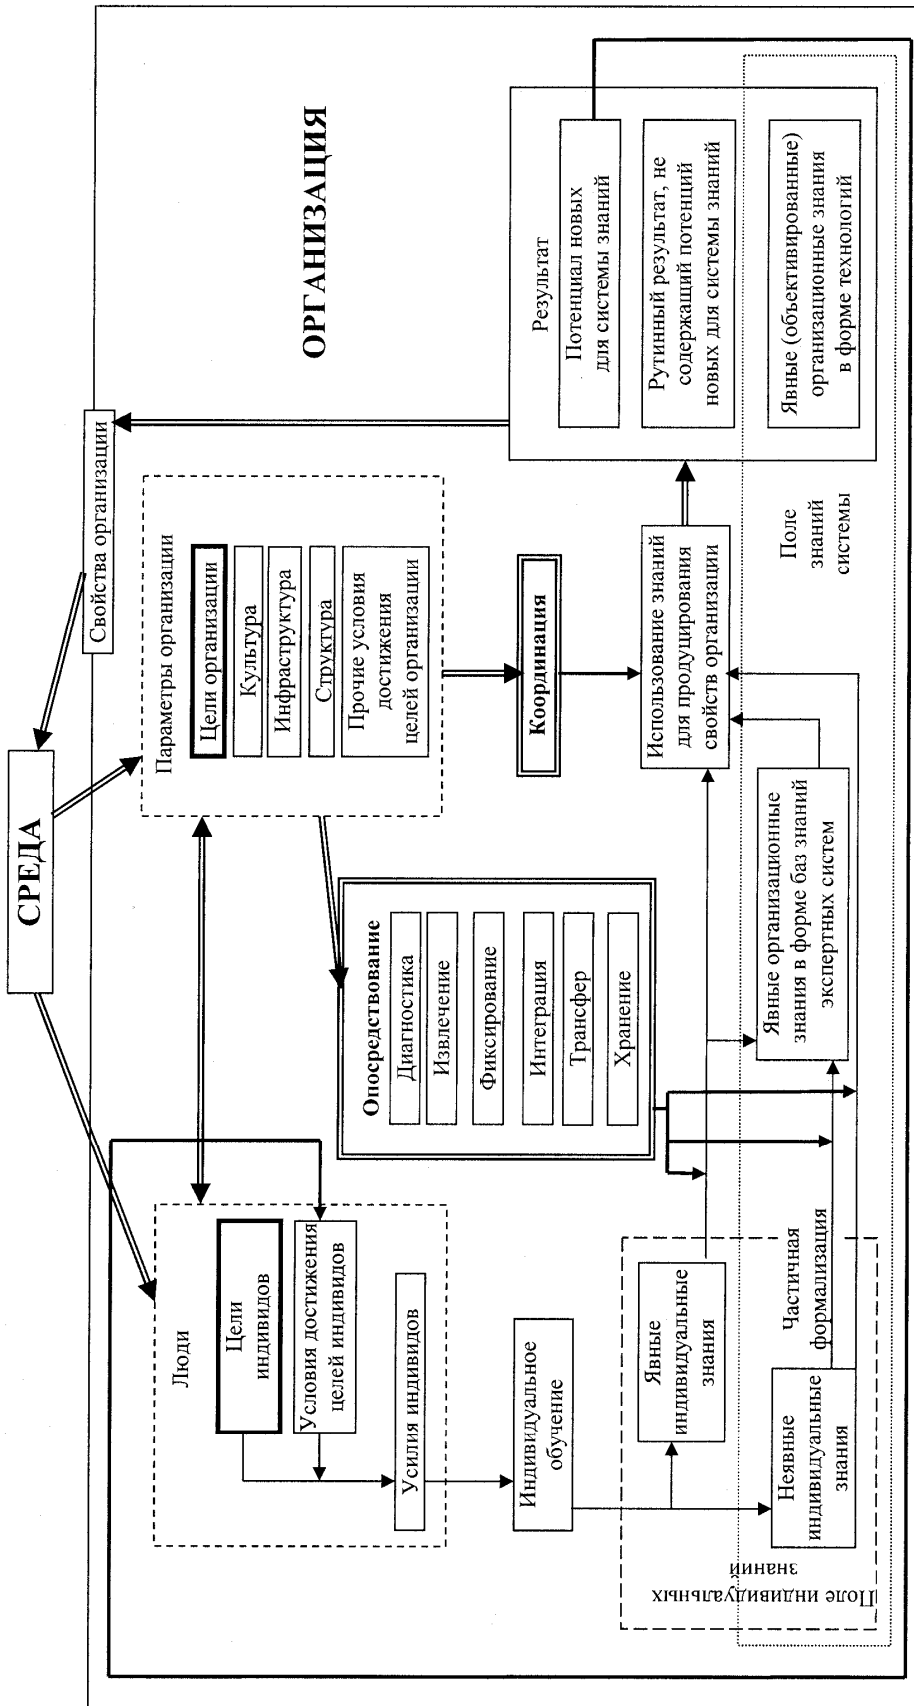 СРЕДА
Свойства организации
ОРГАНИЗАЦИЯ
Люди
Цели
индивидов
Условия достижения
целей индивидов
Усилия индивидов
Параметры организации
Цели организации
Культура
Инфраструктура
Структура
Прочие условия
достижения
целей организации
Опосредствование
Диагностика
Извлечение
Фиксирование
Интеграция
Трансфер
Хранение
Координация
Индивидуальное
обучение
Явные
индивидуальные
знания
Неявные
индивидуальные
знания
Поле индивидуальных
знаний
Частичная
формализация
Явные организационные
знания в форме баз знаний
экспертных систем
Использование знаний
для продуцирования
свойств организации
Поле
знаний
системы
Результат
Потенциал новых
для системы знаний
Рутинный результат, не
содержащий потенций
новых для системы знаний
Явные (объективированные)
организационные знания
в форме технологий